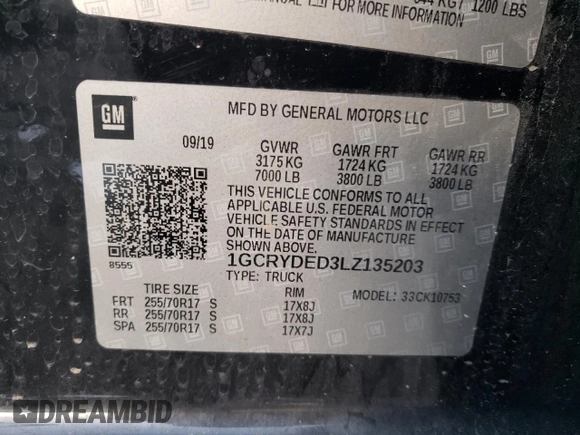 644 KG / 1200 LBS
MANUAL FOR MORE INFORMATION
GM
MFD BY GENERAL MOTORS LLC
09/19 GVWR GAWR FRT GAWR RR
3175 KG 1724 KG 1724 KG
7000 LB 3800 LB 3800 LB
THIS VEHICLE CONFORMS TO ALL
APPLICABLE U.S. FEDERAL MOTOR
VEHICLE SAFETY STANDARDS IN EFFECT
ON THE DATE OF MANUFACTURE
SHOWN ABOVE.
8555 1GCRYDED3LZ135203
TYPE: TRUCK
TIRE SIZE RIM MODEL: 33CK10753
FRT 255/70R17 S 17X8J
RR 255/70R17 S 17X8J
SPA 255/70R17 S 17X7J
DREAMBID